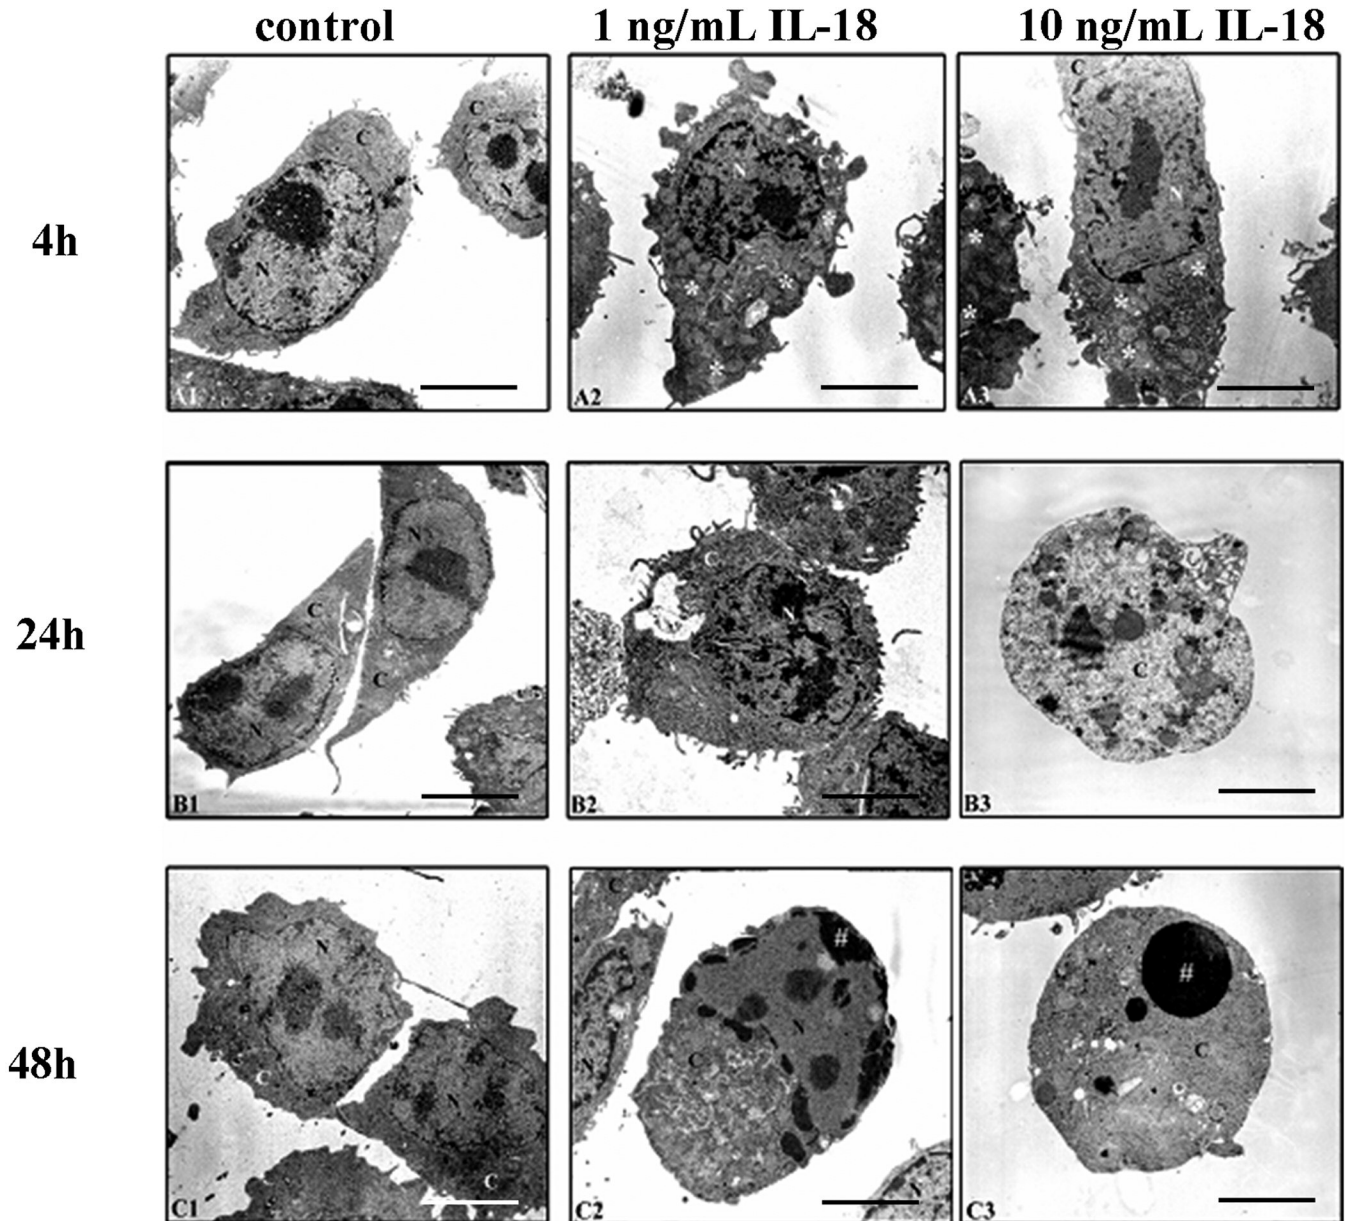 control 1 ng/mL IL-18 10 ng/mL IL-18
4h
C C N N A1
N * * * * A2
C N * * * * * A3
24h
N C C N B1
C N B2
C C B3
48h
N C N C C1
C # N C N N C2
# C C3